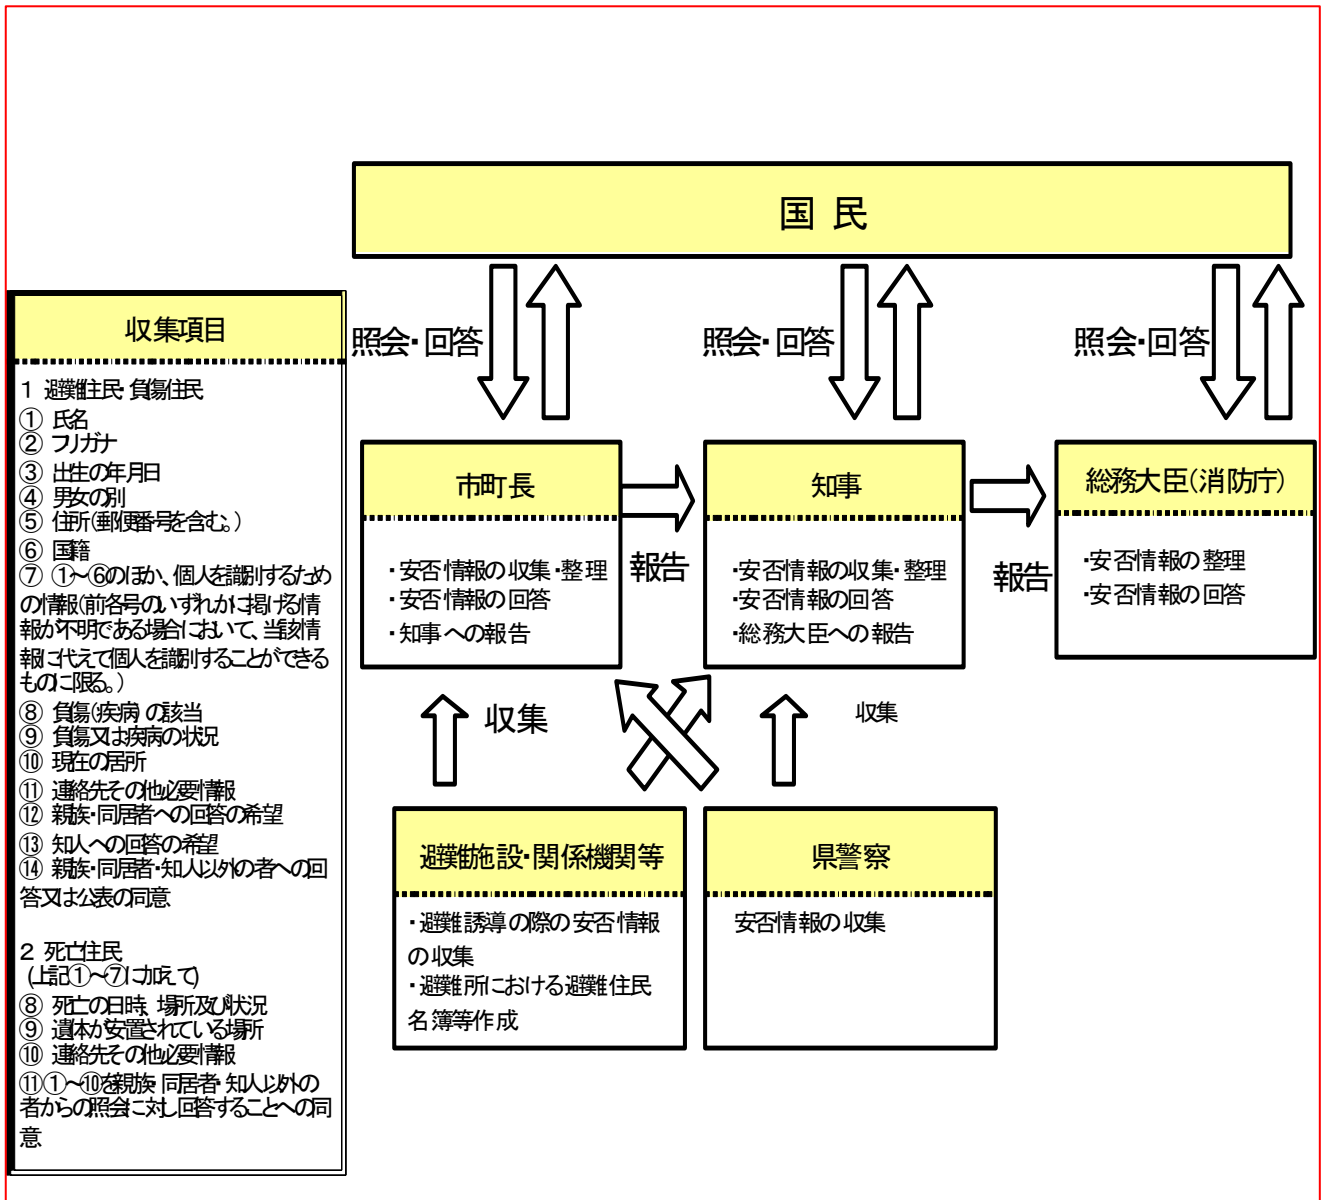 国 民
照会・回答
照会・回答
照会・回答
収集項目
1 避難住民・負傷住民
① 氏名
② フリガナ
③ 出生の年月日
④ 男女の別
⑤ 住所(郵便番号を含む。)
⑥ 国籍
⑦ ①～⑥のほか、個人を識別するため
の情報(前各号のいずれかに掲げる情
報が不明である場合において、当該情
報に代えて個人を識別することができる
ものに限る。)
⑧ 負傷(疾病)の該当
⑨ 負傷又は疾病の状況
⑩ 現在の居所
⑪ 連絡先その他必要情報
⑫ 親族・同居者への回答の希望
⑬ 知人への回答の希望
⑭ 親族・同居者・知人以外の者への回
答又は公表の同意
2 死亡住民
(上記①～⑦に加えて)
⑧ 死亡の日時、場所及び状況
⑨ 遺体が安置されている場所
⑩ 連絡先その他必要情報
⑪①～⑩を親族・同居者・知人以外の
者からの照会に対し回答することへの同
意
市町長
・安否情報の収集・整理
・安否情報の回答
・知事への報告
報告
知事
・安否情報の収集・整理
・安否情報の回答
・総務大臣への報告
報告
総務大臣(消防庁)
・安否情報の整理
・安否情報の回答
収集
収集
避難施設・関係機関等
・避難誘導の際の安否情報
の収集
・避難所における避難住民
名簿等作成
県警察
安否情報の収集